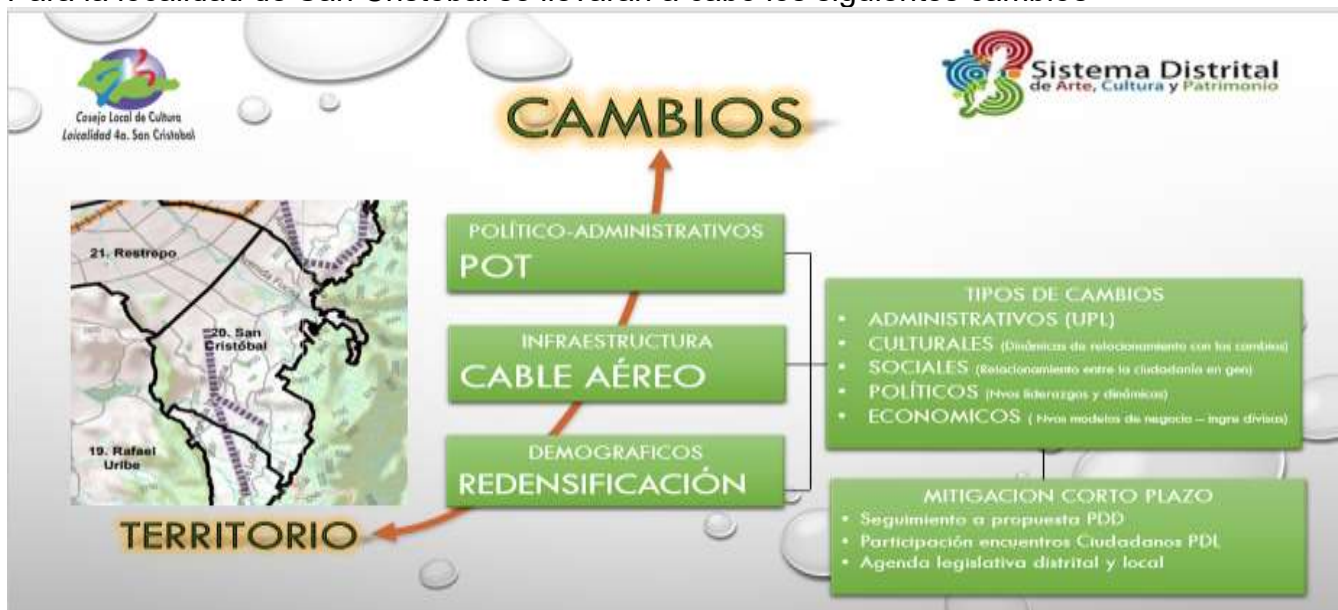 Para la localidad de San Cristóbal se llevarán a cabo los siguientes cambios
Cosejo Local de Cultura
Loicalidad 4a. San Cristobal
Sistema Distrital
de Arte, Cultura y Patrimonio
CAMBIOS
21. Restrepo
20. San
Cristóbal
19. Rafael
Uribe
TERRITORIO
POLÍTICO-ADMINISTRATIVOS
POT
INFRAESTRUCTURA
CABLE AÉREO
DEMOGRAFICOS
REDENSIFICACIÓN
TIPOS DE CAMBIOS
• ADMINISTRATIVOS (UPL)
• CULTURALES (Dinámicas de relacionamiento con los cambios)
• SOCIALES (Relacionamiento entre la ciudadanía en gen)
• POLÍTICOS (Nvos liderazgos y dinámicas)
• ECONOMICOS ( Nvos modelos de negocio – ingre divisas)
MITIGACION CORTO PLAZO
• Seguimiento a propuesta PDD
• Participación encuentros Ciudadanos PDL
• Agenda legislativa distrital y local